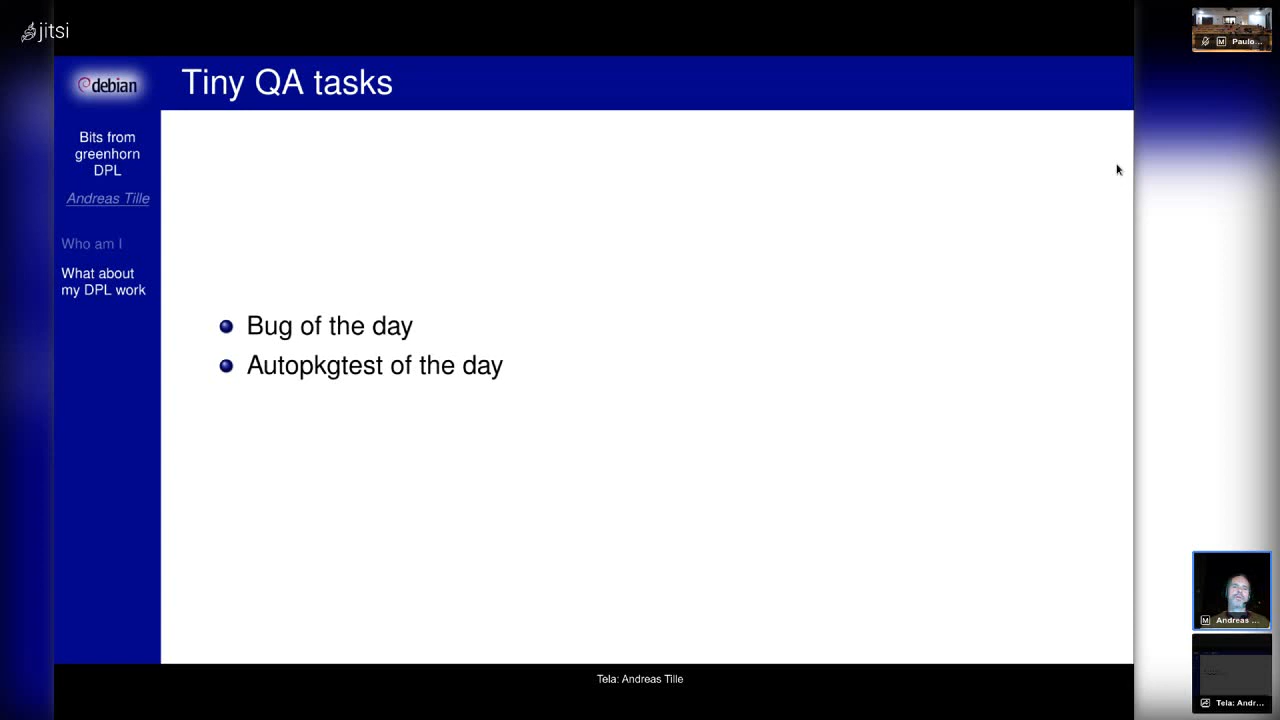 jitsi
Paulo...
debian
Tiny QA tasks
Bits from
greenhorn
DPL
Andreas Tille
Who am I
What about
my DPL work
Bug of the day
Autopkgtest of the day
M
Andreas ...
Tela: Andr...
Tela: Andreas Tille